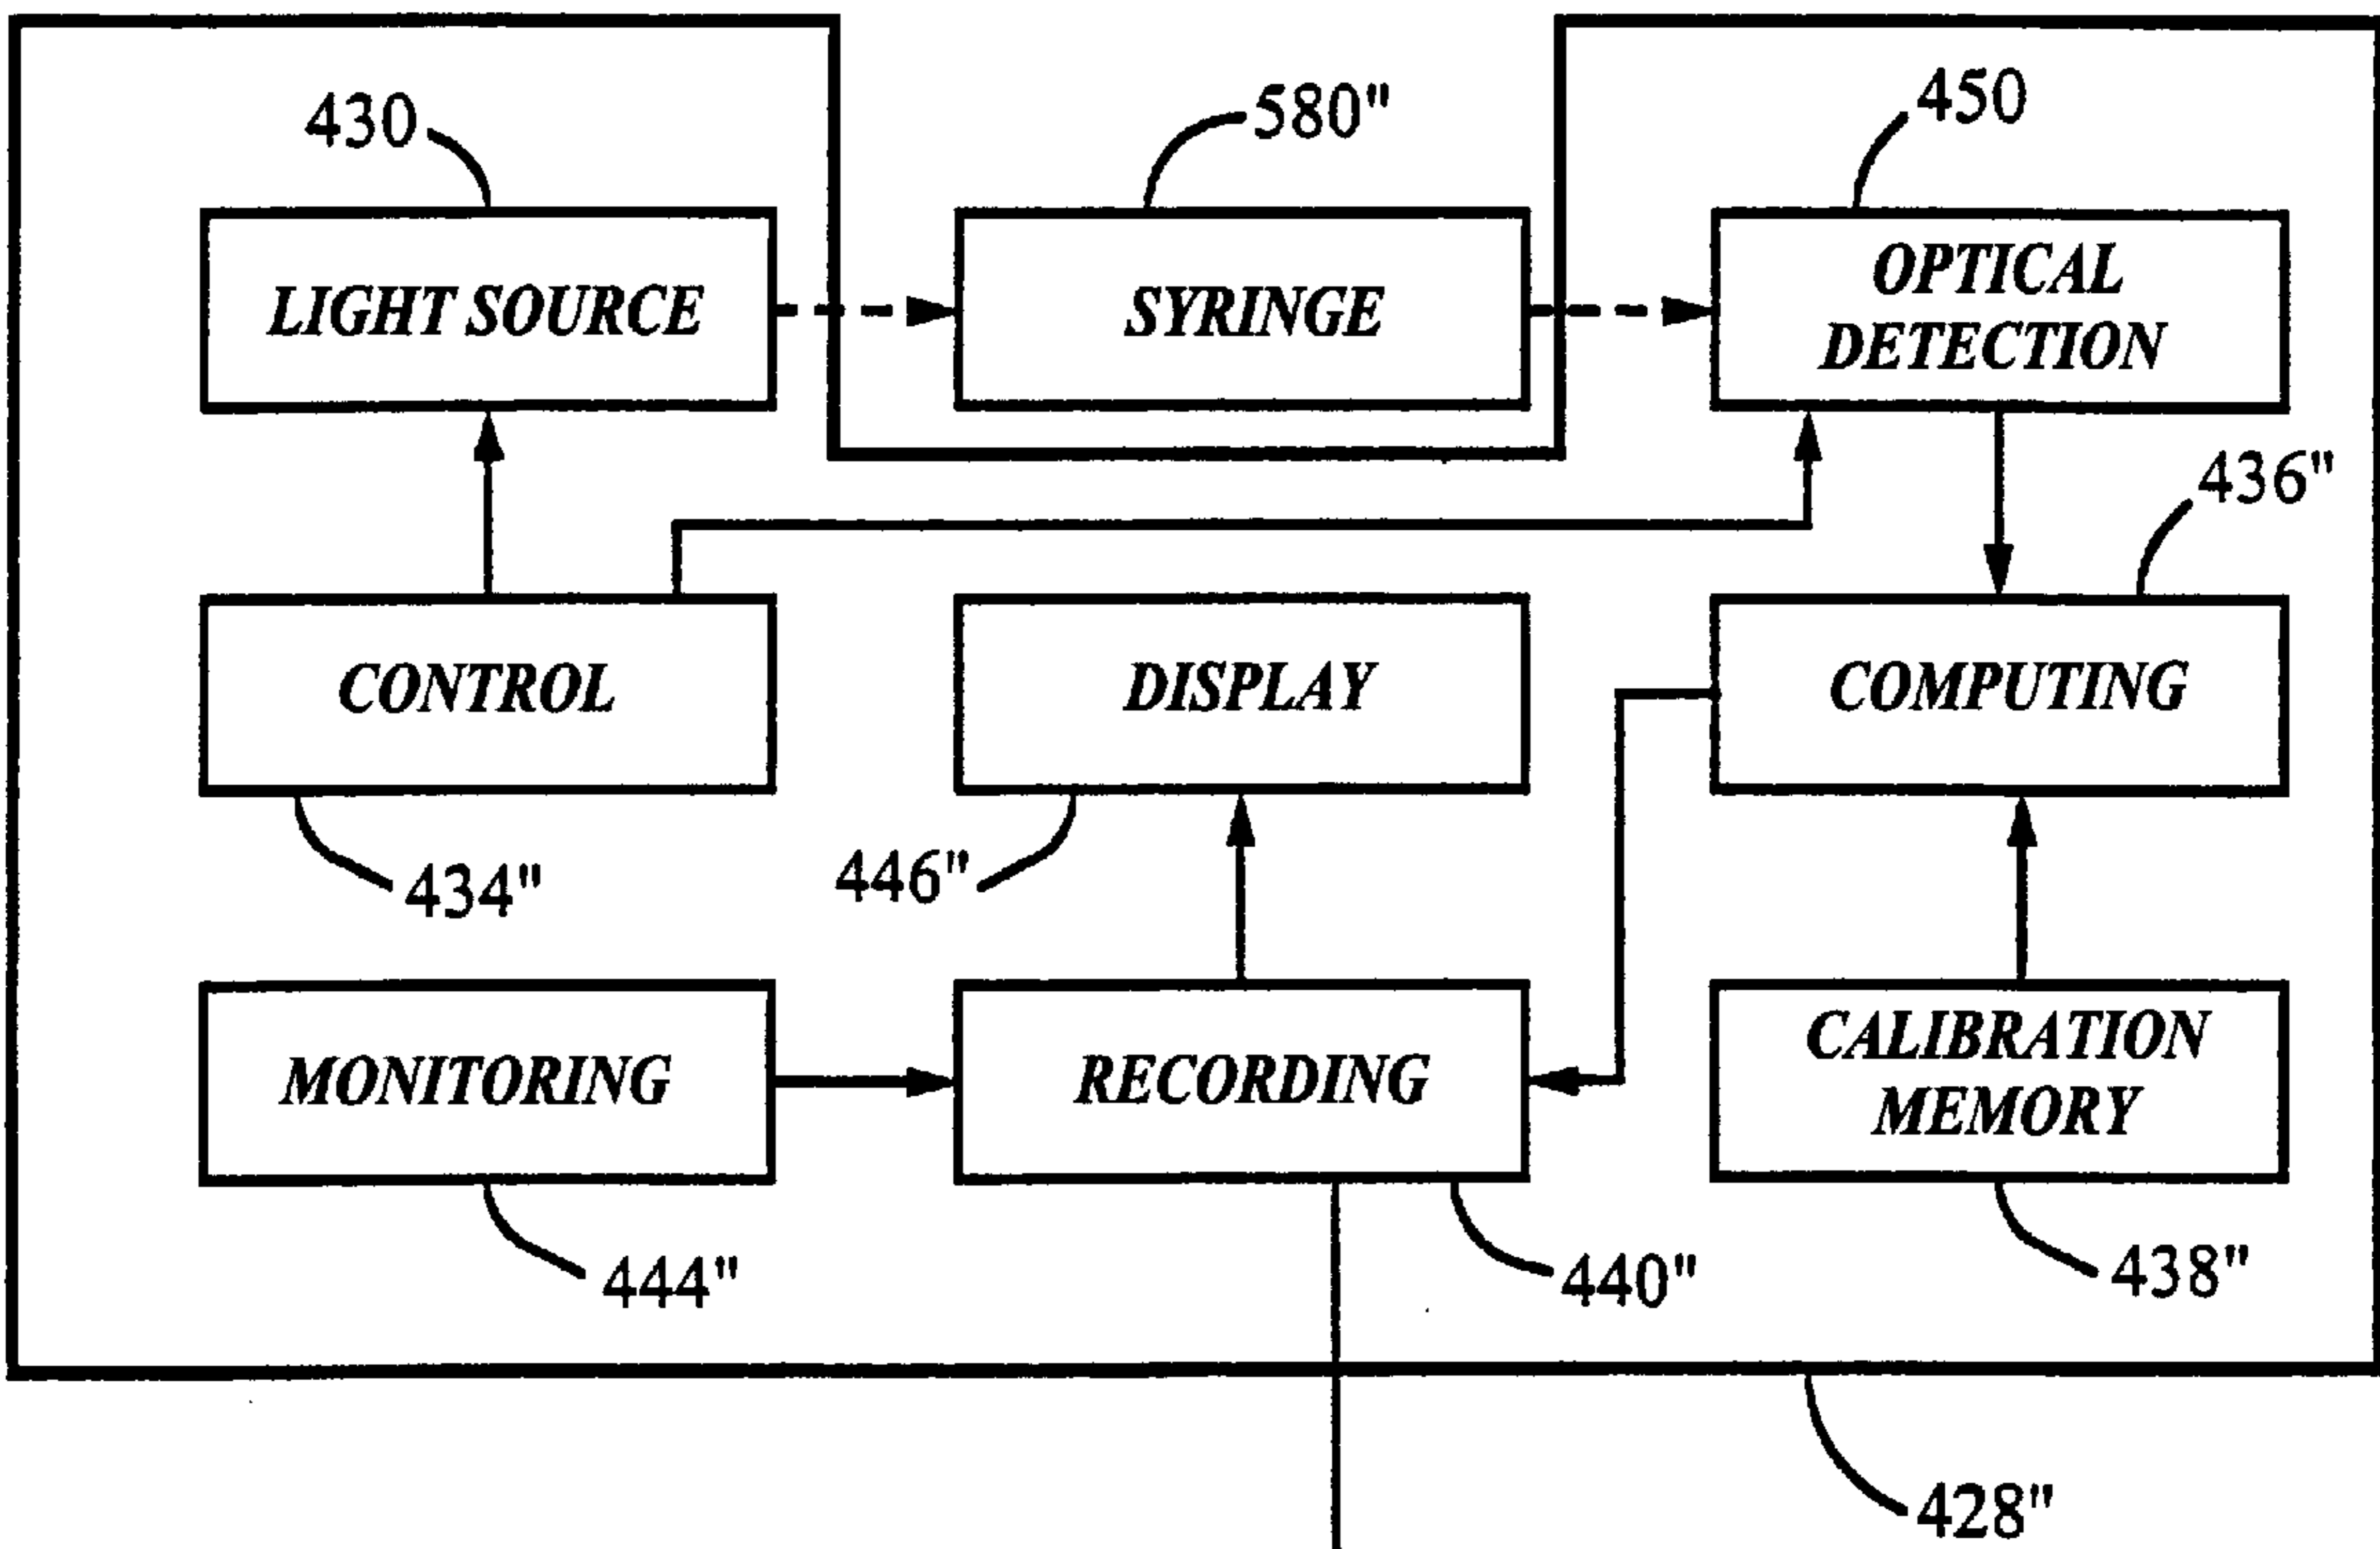 430
580"
450
LIGHT SOURCE
SYRINGE
OPTICAL
DETECTION
436"
CONTROL
DISPLAY
COMPUTING
434"
446"
MONITORING
RECORDING
CALIBRATION
MEMORY
444"
440"
438"
428"